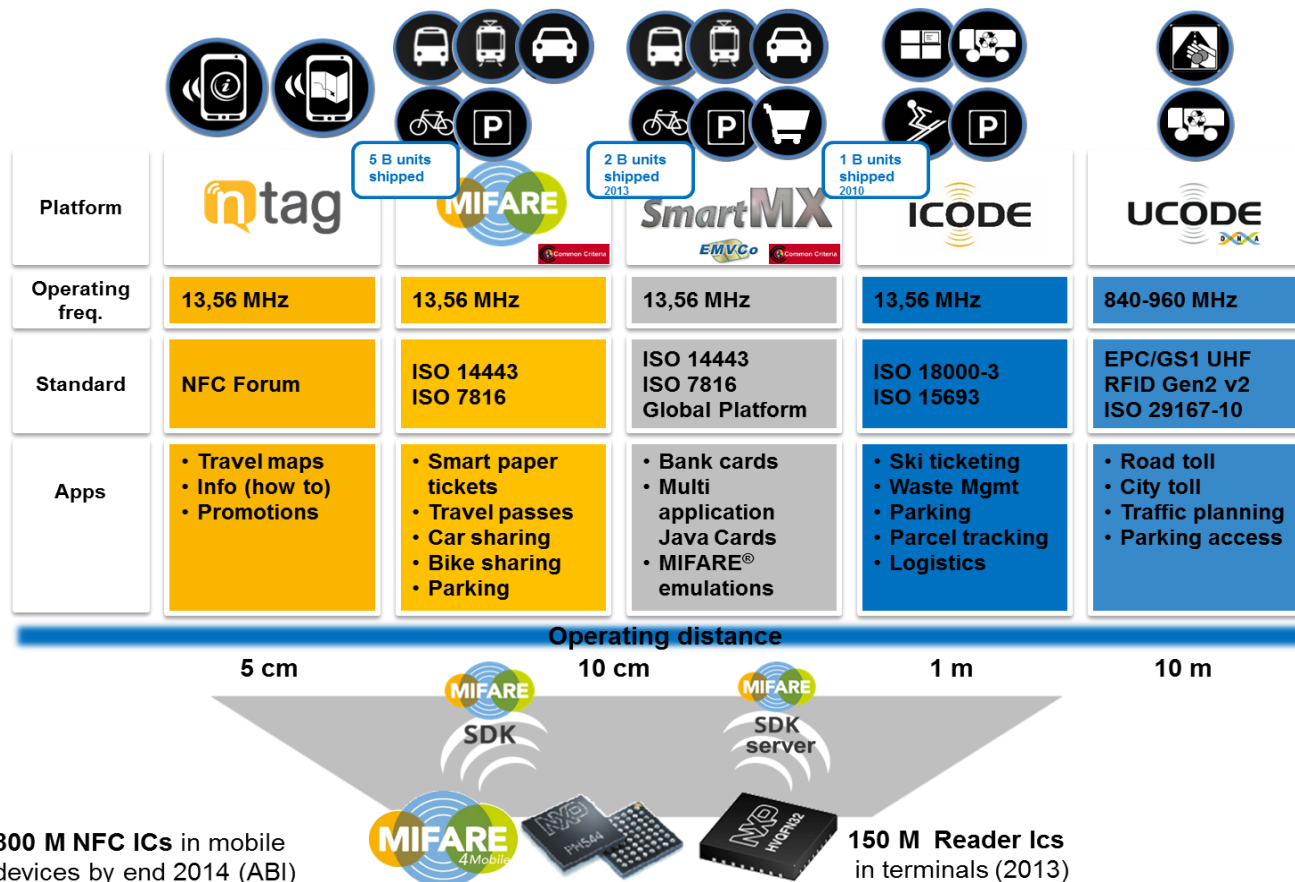 5 B units
shipped
2 B units
shipped
2013
1 B units
shipped
2010
Platform
ntag
MIFARE
Common Criteria
SmartMX
EMVCo
Common Criteria
ICODE
UCODE
DNA
Operating
freq.
13,56 MHz
13,56 MHz
13,56 MHz
13,56 MHz
840-960 MHz
Standard
NFC Forum
ISO 14443
ISO 7816
ISO 14443
ISO 7816
Global Platform
ISO 18000-3
ISO 15693
EPC/GS1 UHF
RFID Gen2 v2
ISO 29167-10
Apps
• Travel maps
• Info (how to)
• Promotions
• Smart paper
tickets
• Travel passes
• Car sharing
• Bike sharing
• Parking
• Bank cards
• Multi
application
Java Cards
• MIFARE®
emulations
• Ski ticketing
• Waste Mgmt
• Parking
• Parcel tracking
• Logistics
• Road toll
• City toll
• Traffic planning
• Parking access
Operating distance
5 cm
10 cm
1 m
10 m
MIFARE
SDK
MIFARE
SDK
server
MIFARE
4Mobile
NXP
PN544
NXP
HVQFN32
800 M NFC ICs in mobile
devices by end 2014 (ABI)
150 M Reader Ics
in terminals (2013)
i
P
P
P